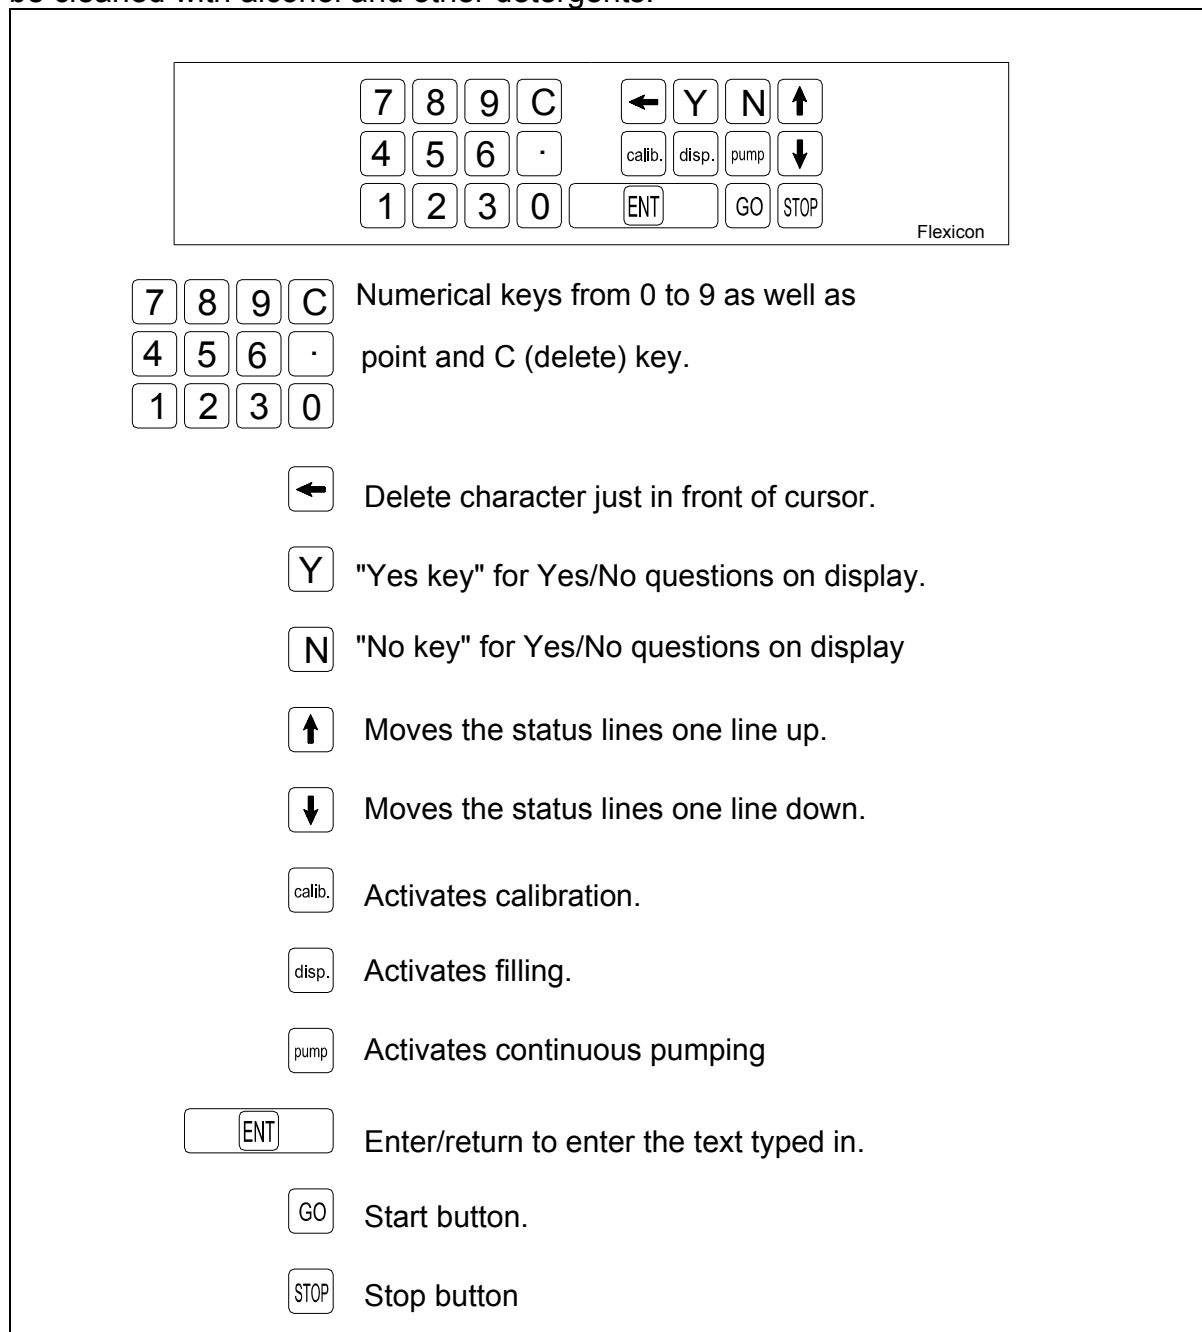 be cleaned with alcohol and other detergents.
7 8 9 C Y N
4 5 6 . calib. disp. pump
1 2 3 0 ENT GO STOP
Flexicon
7 8 9 C Numerical keys from 0 to 9 as well as
4 5 6 . point and C (delete) key.
1 2 3 0
Delete character just in front of cursor.
Y "Yes key" for Yes/No questions on display.
N "No key" for Yes/No questions on display
Moves the status lines one line up.
Moves the status lines one line down.
calib. Activates calibration.
disp. Activates filling.
pump Activates continuous pumping
ENT Enter/return to enter the text typed in.
GO Start button.
STOP Stop button